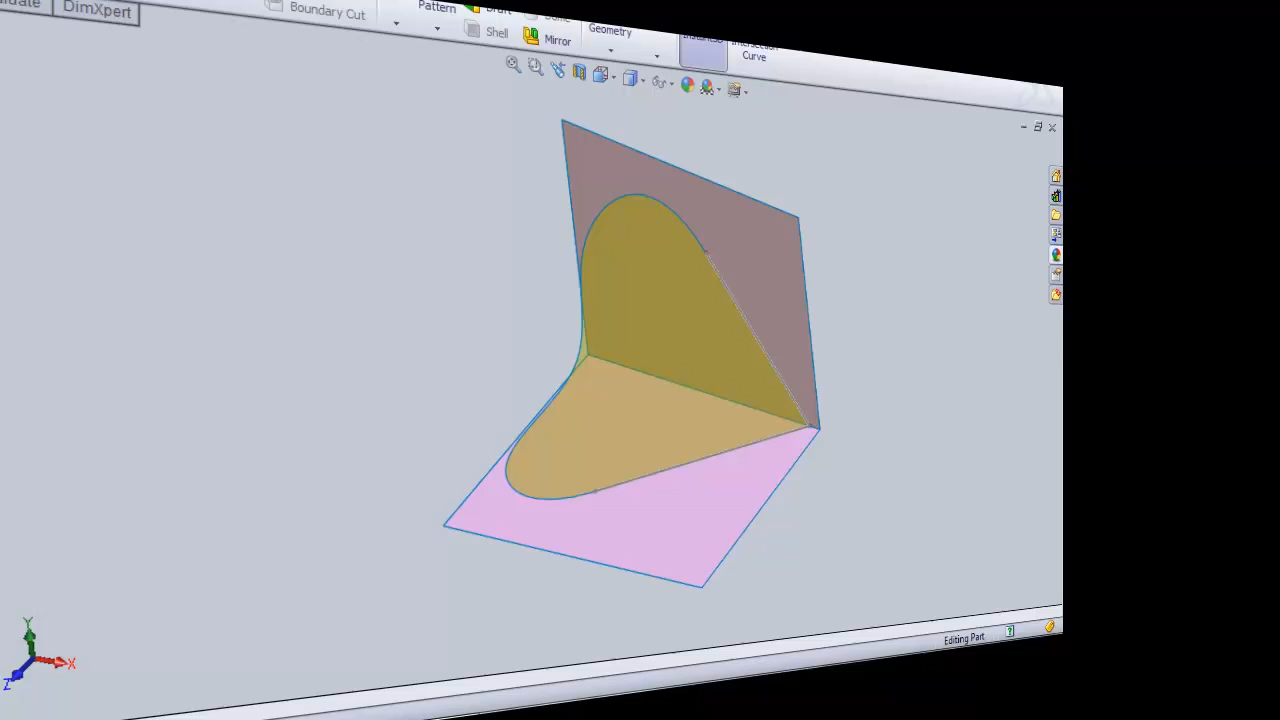 DimXpert
Boundary Cut
Pattern
Shell
Mirror
Geometry
Curve
Editing Part
Y
X
Z